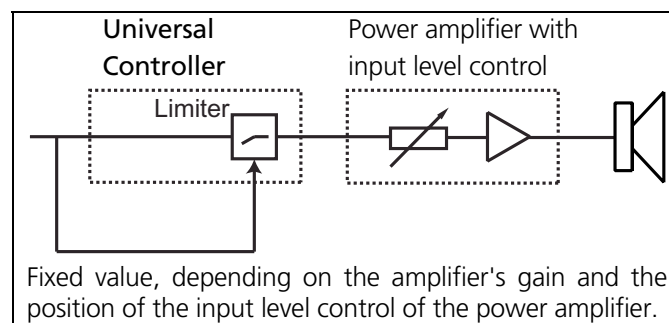 Universal
Controller
Power amplifier with
input level control
Limiter
Fixed value, depending on the amplifier's gain and the
position of the input level control of the power amplifier.